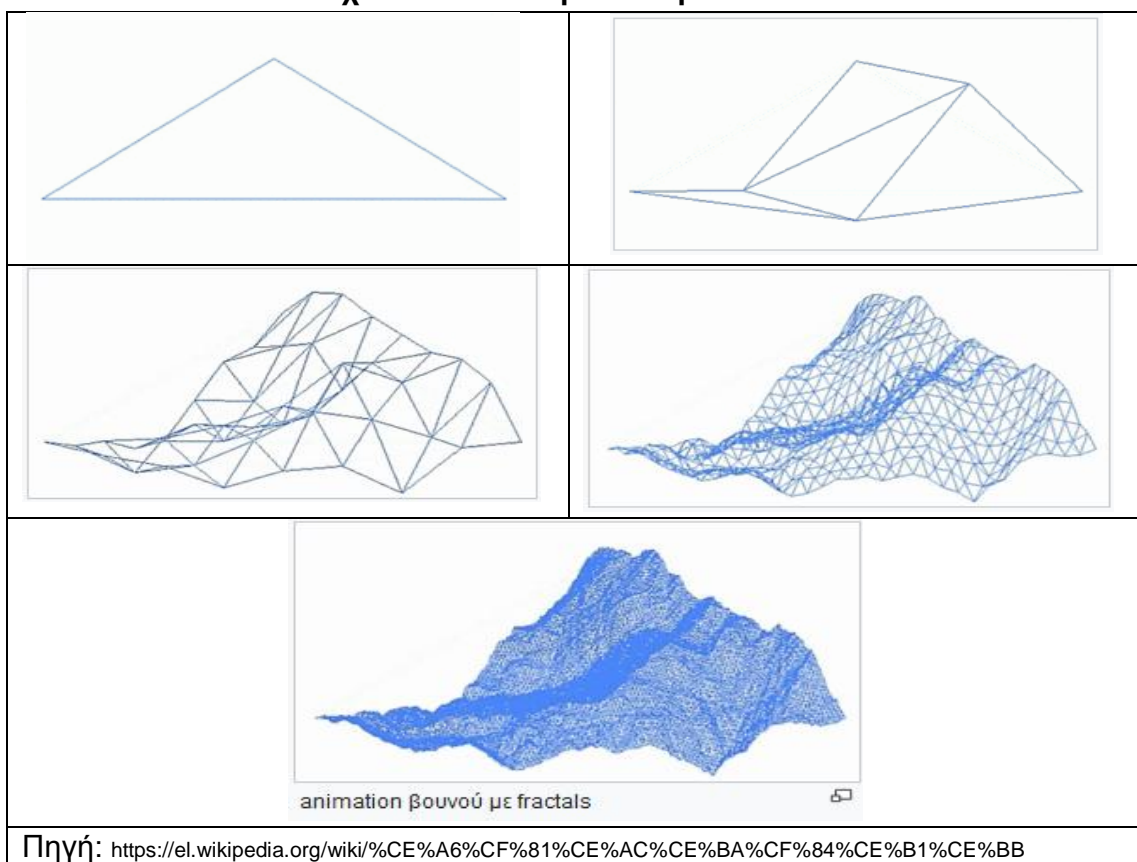 animation βουνού με fractals
Πηγή: https://el.wikipedia.org/wiki/%CE%A6%CF%81%CE%AC%CE%BA%CF%84%CE%B1%CE%BB